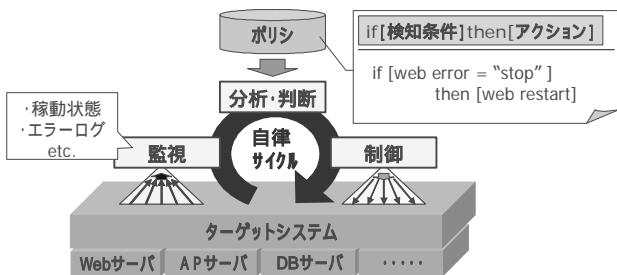 ポリシ
if[検知条件]then[アクション]
if [web error = “stop” ]
then [web restart]
分析・判断
・稼動状態
・エラーログ
etc.
監視
自律
サイクル
制御
ターゲットシステム
Webサーバ
APサーバ
DBサーバ
・・・・・